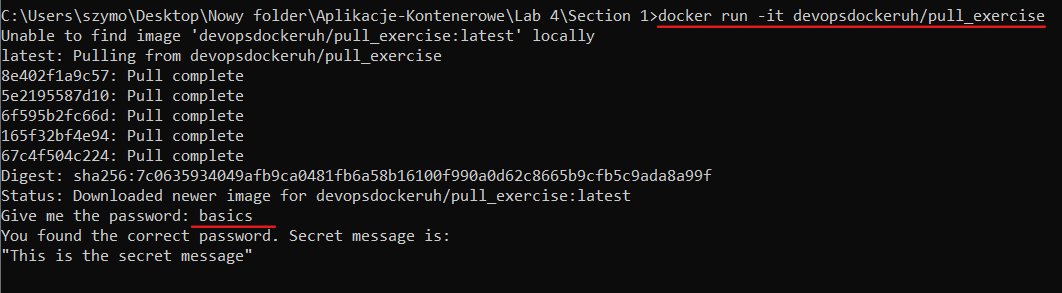 C:\Users\szymo\Desktop\Nowy folder\Aplikacje-Kontenerowe\Lab 4\Section 1>docker run -it devopsdockeruh/pull_exercise
Unable to find image 'devopsdockeruh/pull_exercise:latest' locally
latest: Pulling from devopsdockeruh/pull_exercise
8e402f1a9c57: Pull complete
5e2195587d10: Pull complete
6f595b2fc66d: Pull complete
165f32bf4e94: Pull complete
67c4f504c224: Pull complete
Digest: sha256:7c0635934049afb9ca0481fb6a58b16100f990a0d62c8665b9cfb5c9ada8a99f
Status: Downloaded newer image for devopsdockeruh/pull_exercise:latest
Give me the password: basics
You found the correct password. Secret message is:
"This is the secret message"